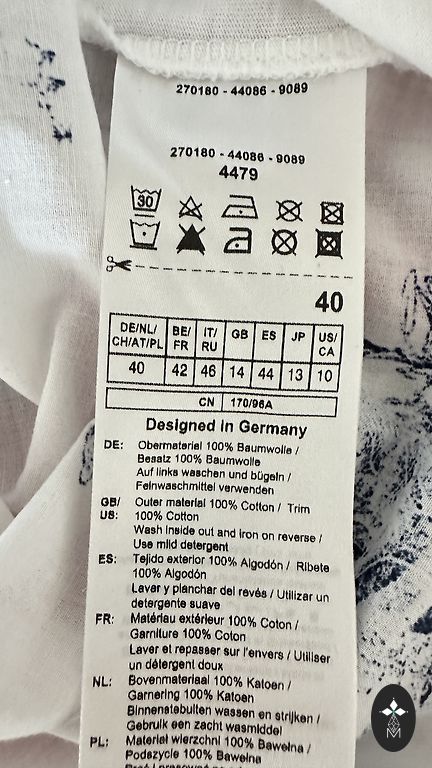 270180 - 44086 - 9089
270180 - 44086 - 9089
4479
30
40
DE/NL/ CH/AT/PL BE/ FR IT/ RU GB ES JP US/ CA
40 42 46 14 44 13 10
CN 170/96A
Designed in Germany
DE: Obermaterial 100% Baumwolle /
Besatz 100% Baumwolle
Auf links waschen und bügeln /
Feinwaschmittel verwenden
GB/ Outer material 100% Cotton / Trim
US: 100% Cotton
Wash inside out and iron on reverse /
Use mild detergent
ES: Tejido exterior 100% Algodón / Ribete
100% Algodón
Lavar y planchar del revés / Utilizar un
detergente suave
FR: Matériau extérieur 100% Coton /
Garniture 100% Coton
Laver et repasser sur l'envers / Utiliser
un détergent doux
NL: Bovenmateriaal 100% Katoen /
Garnering 100% Katoen
Binnenstebuiten wassen en strijken /
Gebruik een zacht wasmiddel
PL: Materiał wierzchni 100% Bawełna /
Podszycie 100% Bawełna